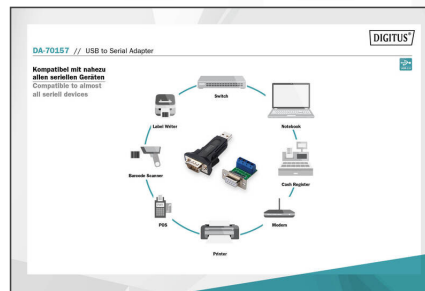 DIGITUS®
DA-70157 // USB to Serial Adapter
Kompatibel mit nahezu
allen seriellen Geräten
Compatible to almost
all seriell devices
Switch
Label Writer
Notebook
Barcode Scanner
Cash Register
POS
Modem
Printer